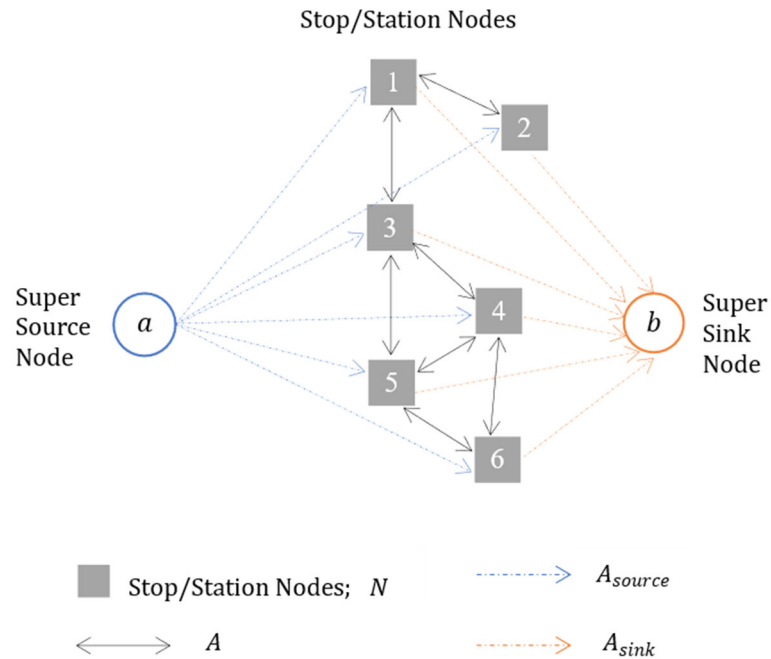 Stop/Station Nodes
1
2
3
Super
Source
Node
a
4
b
Super
Sink
Node
5
6
Stop/Station Nodes; N
A_source
A
A_sink